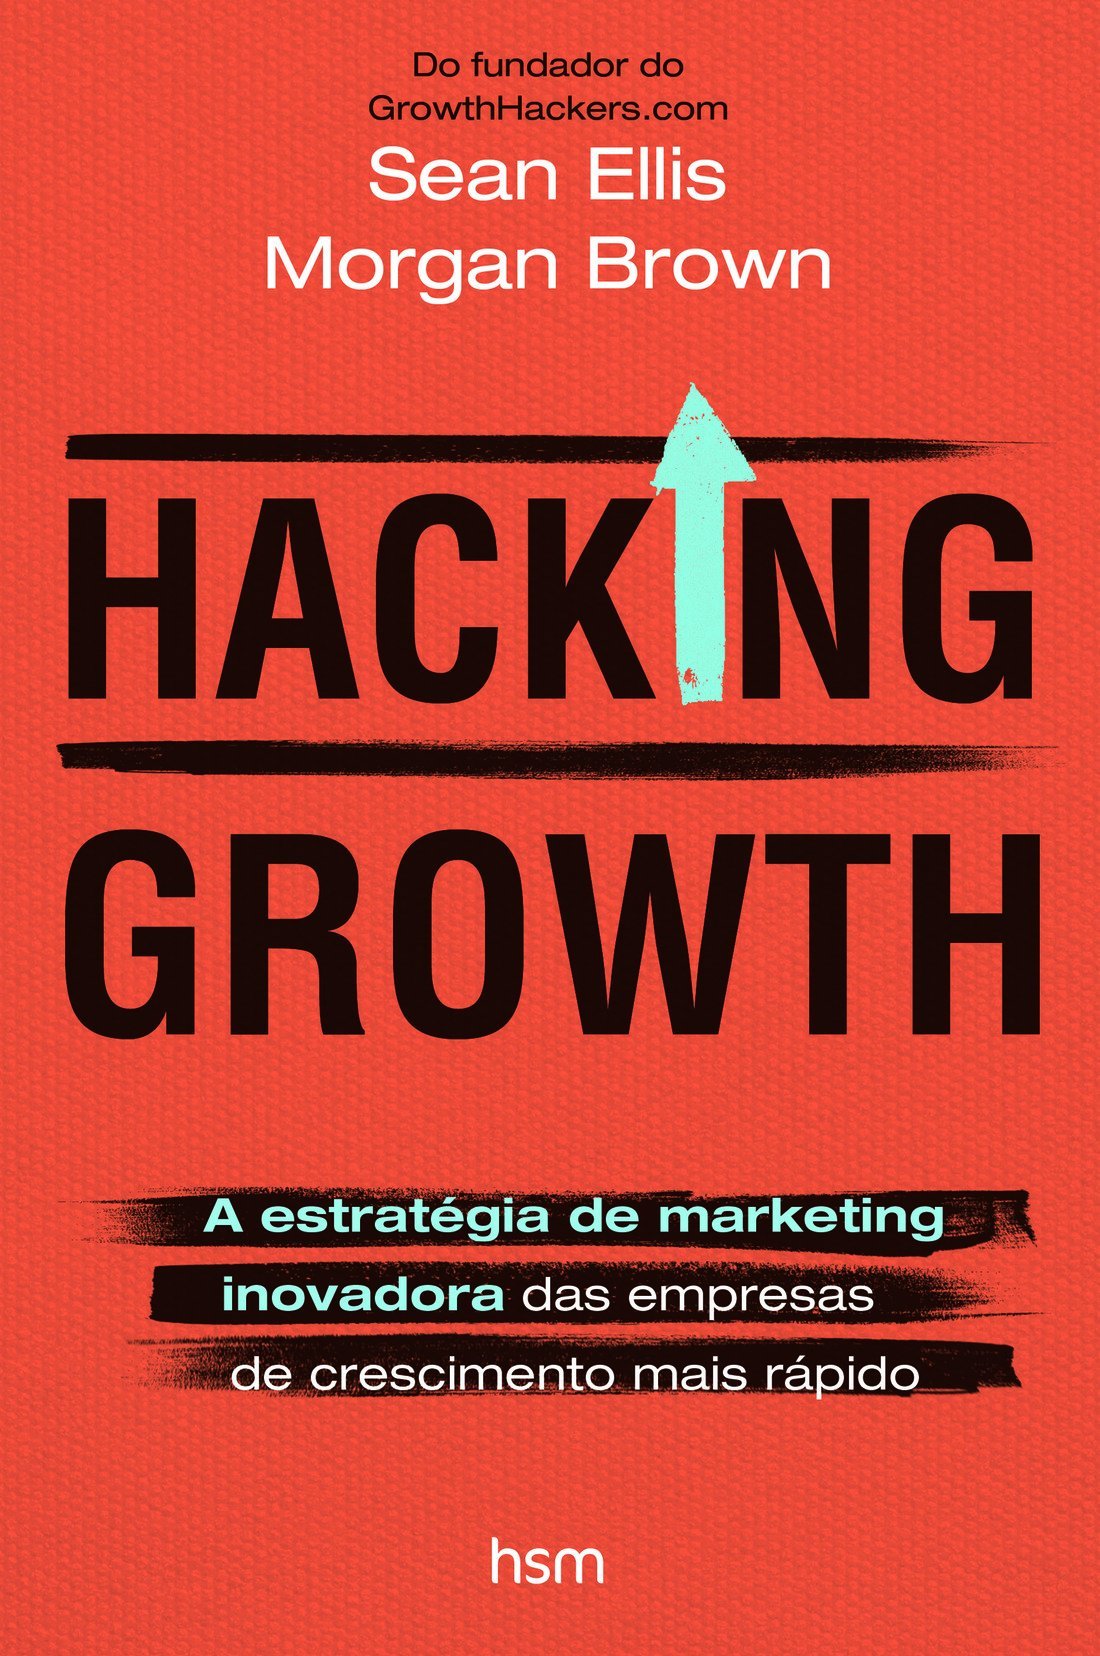 Do fundador do
GrowthHackers.com
Sean Ellis
Morgan Brown
HACKING
GROWTH
A estratégia de marketing
inovadora das empresas
de crescimento mais rápido
hsm